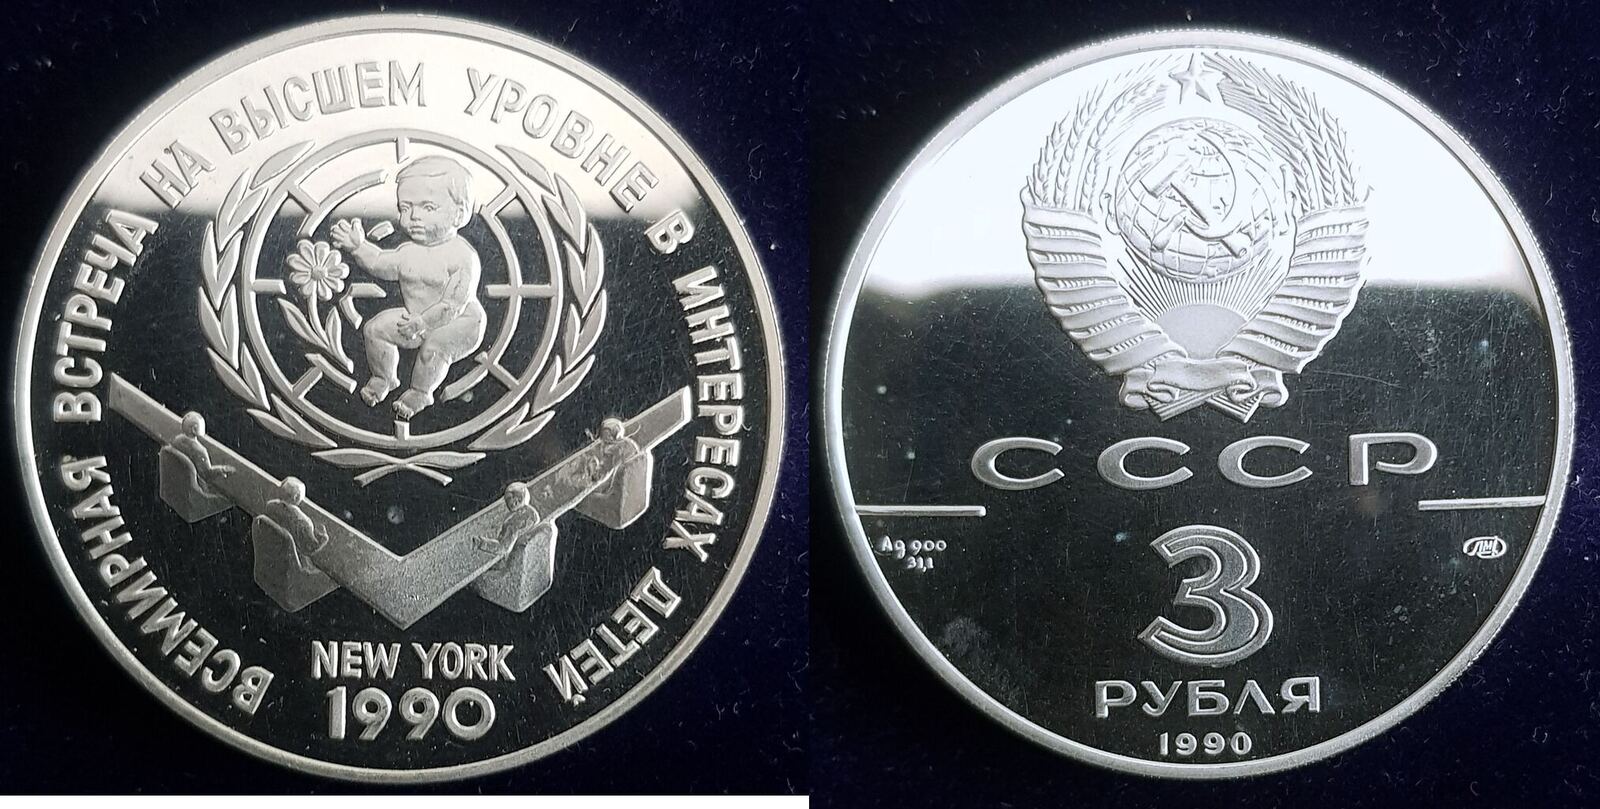 ВСЕМИРНАЯ ВСТРЕЧА НА ВЫСШЕМ УРОВНЕ В ИНТЕРЕСАХ ДЕТЕЙ
NEW YORK
1990
СССР
Ag 900
31,1
ЛМД
3
РУБЛЯ
1990